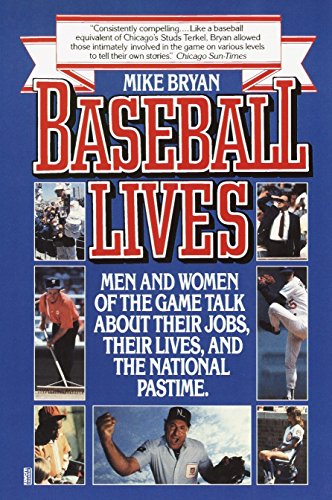 "Consistently compelling....Like a baseball
equivalent of Chicago's Studs Terkel, Bryan allowed
those intimately involved in the game on various levels
to tell their own stories." Chicago Sun-Times
MIKE BRYAN
BASEBALL
LIVES
MEN AND WOMEN
OF THE GAME TALK
ABOUT THEIR JOBS,
THEIR LIVES, AND
THE NATIONAL
PASTIME.
N